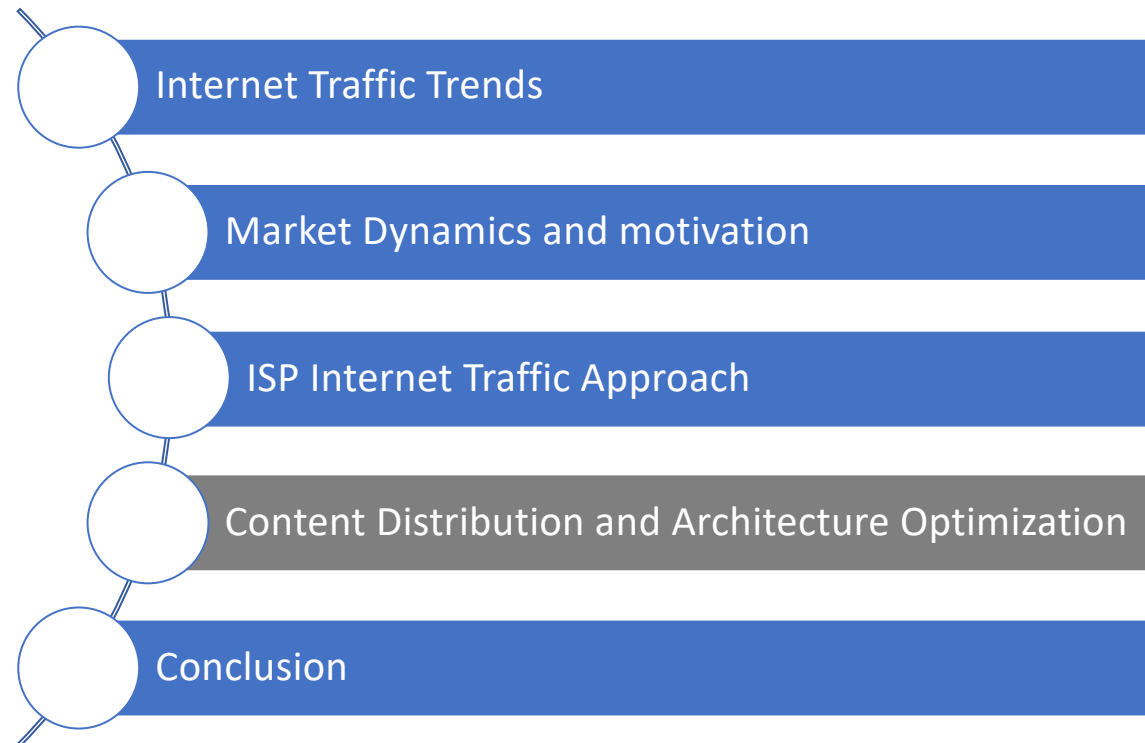 Internet Traffic Trends
Market Dynamics and motivation
ISP Internet Traffic Approach
Content Distribution and Architecture Optimization
Conclusion